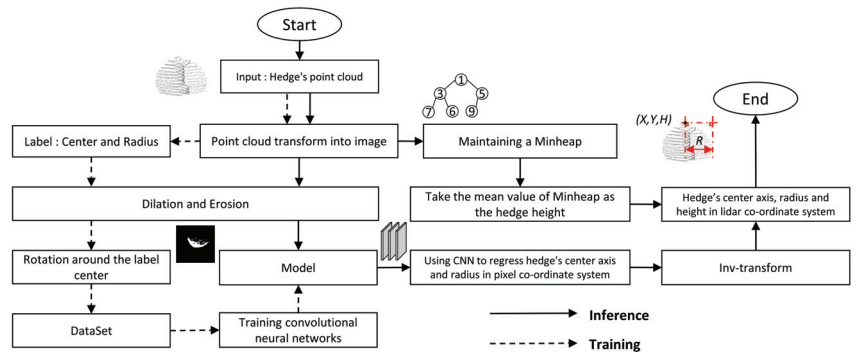 Start
Input : Hedge's point cloud
1
3
5
7
6
9
End
(X,Y,H)
R
Label : Center and Radius
Point cloud transform into image
Maintaining a Minheap
Dilation and Erosion
Take the mean value of Minheap as
the hedge height
Hedge's center axis, radius and
height in lidar co-ordinate system
Rotation around the label
center
Model
Using CNN to regress hedge's center axis
and radius in pixel co-ordinate system
Inv-transform
DataSet
Training convolutional
neural networks
Inference
Training